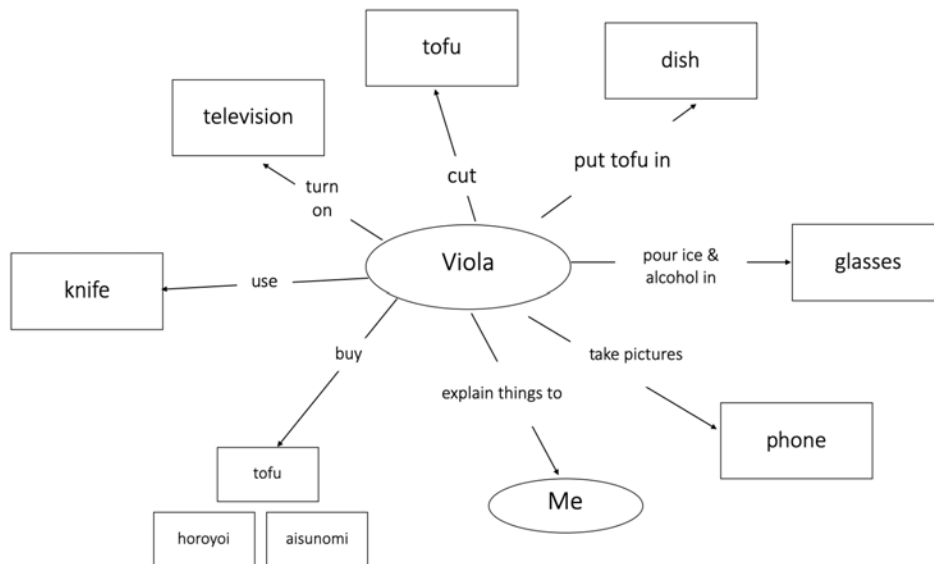 tofu
dish
television
cut
put tofu in
turn
on
Viola
pour ice &
alcohol in
glasses
knife
use
buy
take pictures
explain things to
phone
tofu
Me
horoyoi
aisunomi